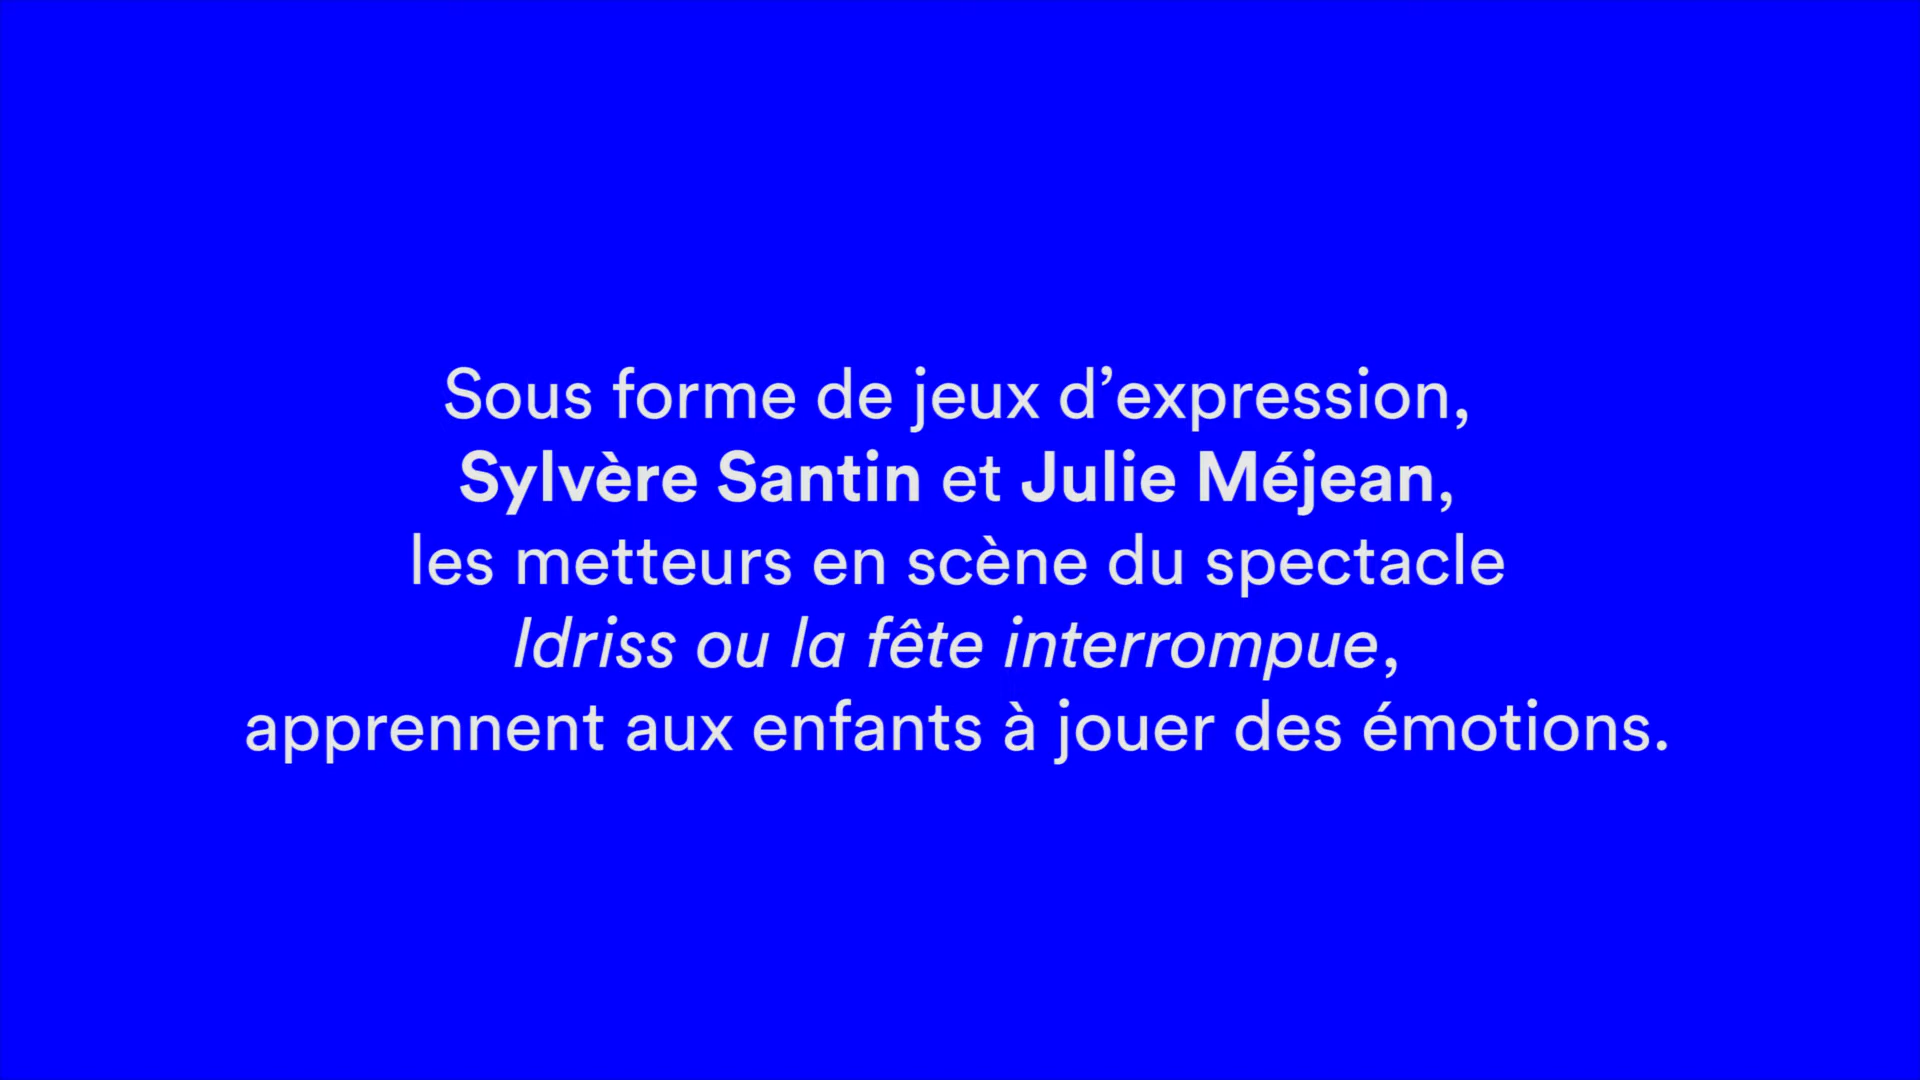 Sous forme de jeux d’expression,
Sylvère Santin et Julie Méjean,
les metteurs en scène du spectacle
Idriss ou la fête interrompue,
apprennent aux enfants à jouer des émotions.